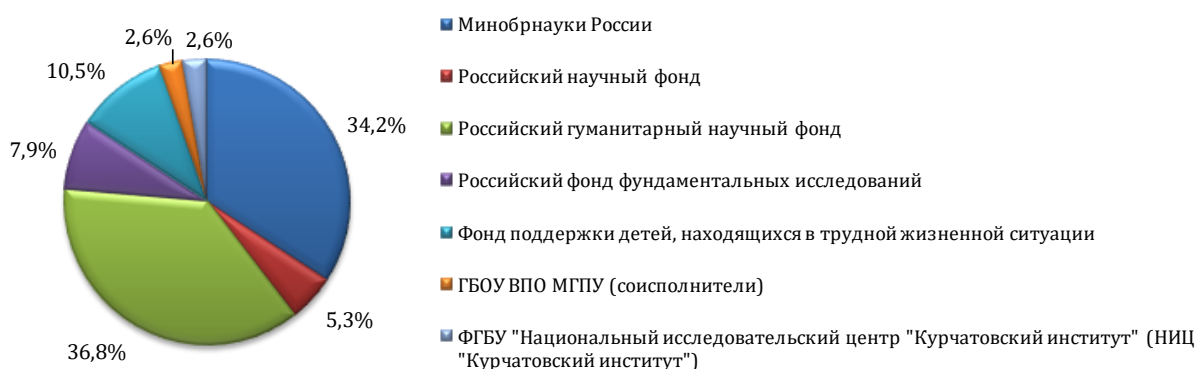 2,6%
2,6%
10,5%
34,2%
7,9%
5,3%
36,8%
Минобрнауки России
Российский научный фонд
Российский гуманитарный научный фонд
Российский фонд фундаментальных исследований
Фонд поддержки детей, находящихся в трудной жизненной ситуации
ГБОУ ВПО МГПУ (соисполнители)
ФГБУ "Национальный исследовательский центр "Курчатовский институт" (НИЦ
"Курчатовский институт")